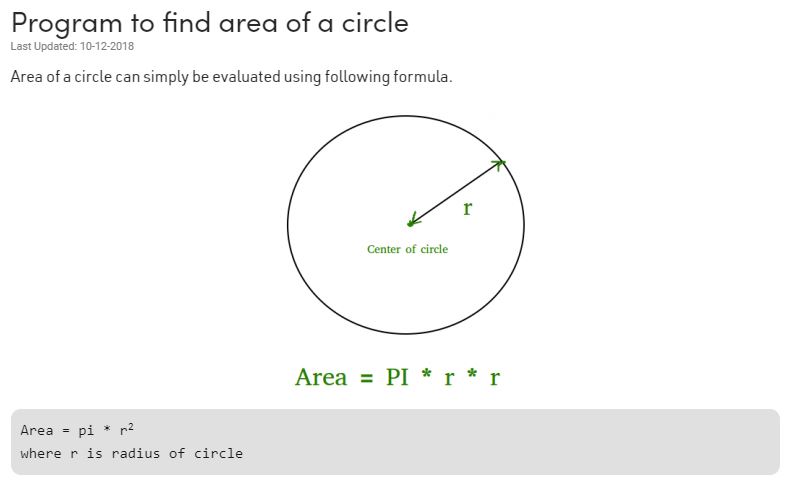 Program to find area of a circle
Last Updated: 10-12-2018
Area of a circle can simply be evaluated using following formula.
r
Center of circle
Area = PI * r * r
Area = pi * r²
where r is radius of circle